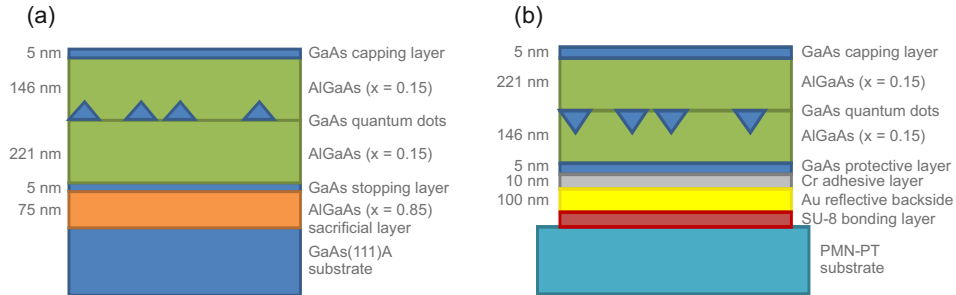 (a)
5 nm GaAs capping layer
146 nm AlGaAs (x = 0.15)
GaAs quantum dots
221 nm AlGaAs (x = 0.15)
5 nm GaAs stopping layer
75 nm AlGaAs (x = 0.85)
sacrificial layer
GaAs(111)A
substrate
(b)
5 nm GaAs capping layer
221 nm AlGaAs (x = 0.15)
GaAs quantum dots
146 nm AlGaAs (x = 0.15)
5 nm GaAs protective layer
10 nm Cr adhesive layer
100 nm Au reflective backside
SU-8 bonding layer
PMN-PT
substrate